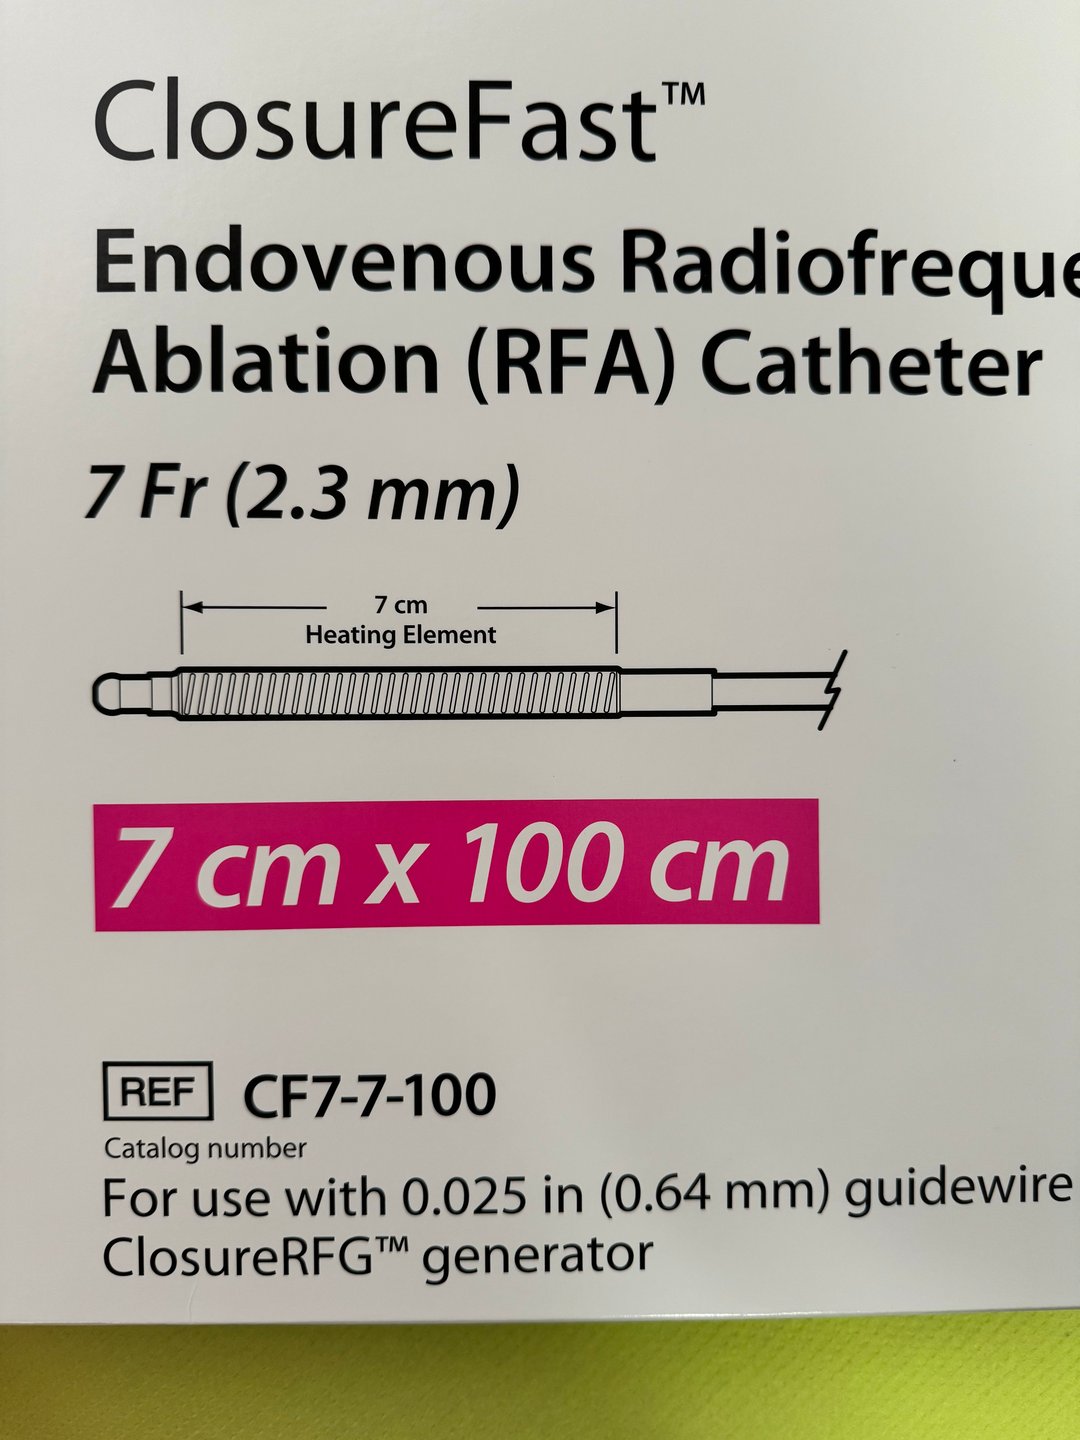 ClosureFast™
Endovenous Radiofreque
Ablation (RFA) Catheter
7 Fr (2.3 mm)
7 cm
Heating Element
7 cm x 100 cm
REF CF7-7-100
Catalog number
For use with 0.025 in (0.64 mm) guidewire
ClosureRFG™ generator